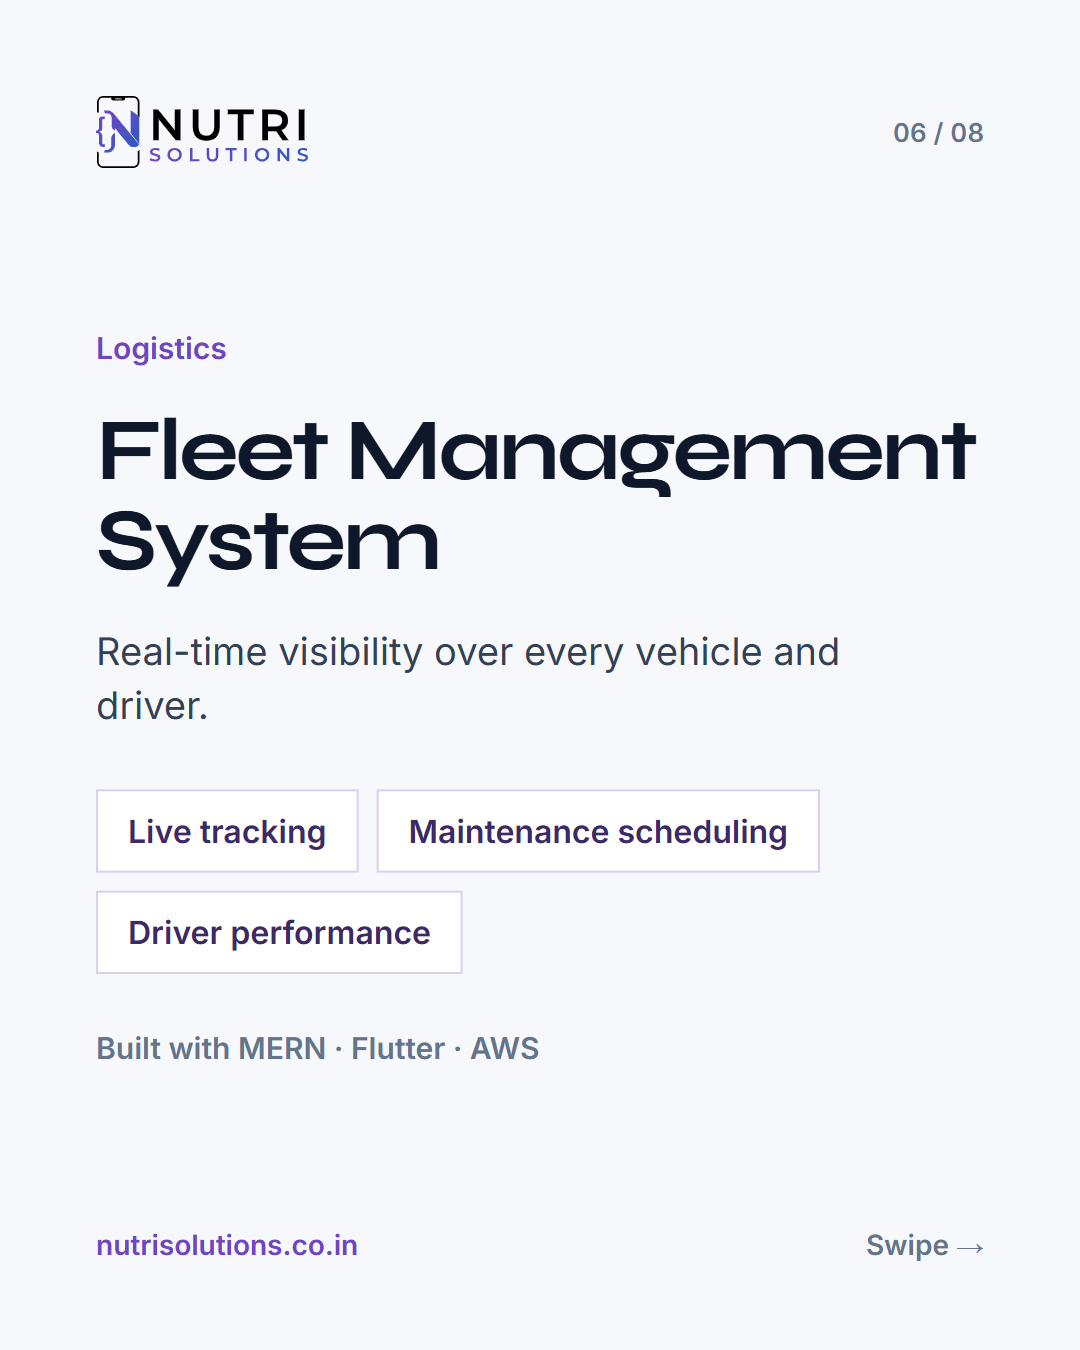 NUTRI
SOLUTIONS
06 / 08
Logistics
Fleet Management
System
Real-time visibility over every vehicle and
driver.
Live tracking
Maintenance scheduling
Driver performance
Built with MERN · Flutter · AWS
nutrisolutions.co.in
Swipe →